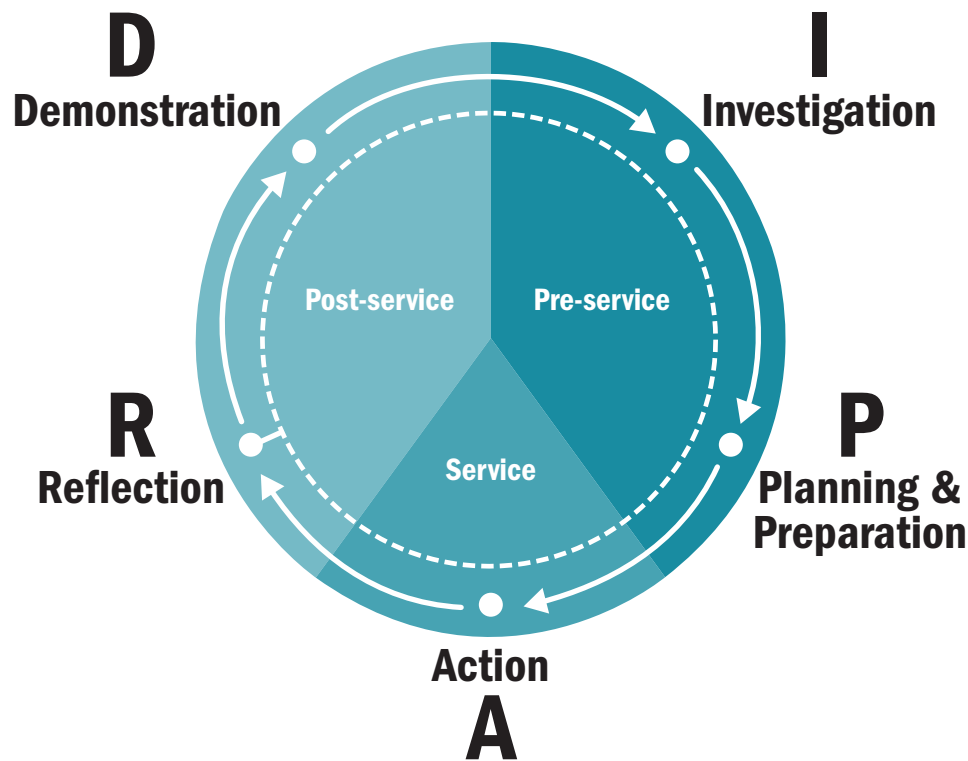 D
Demonstration
I
Investigation
Post-service
Pre-service
R
Reflection
P
Planning &
Preparation
Service
Action
A